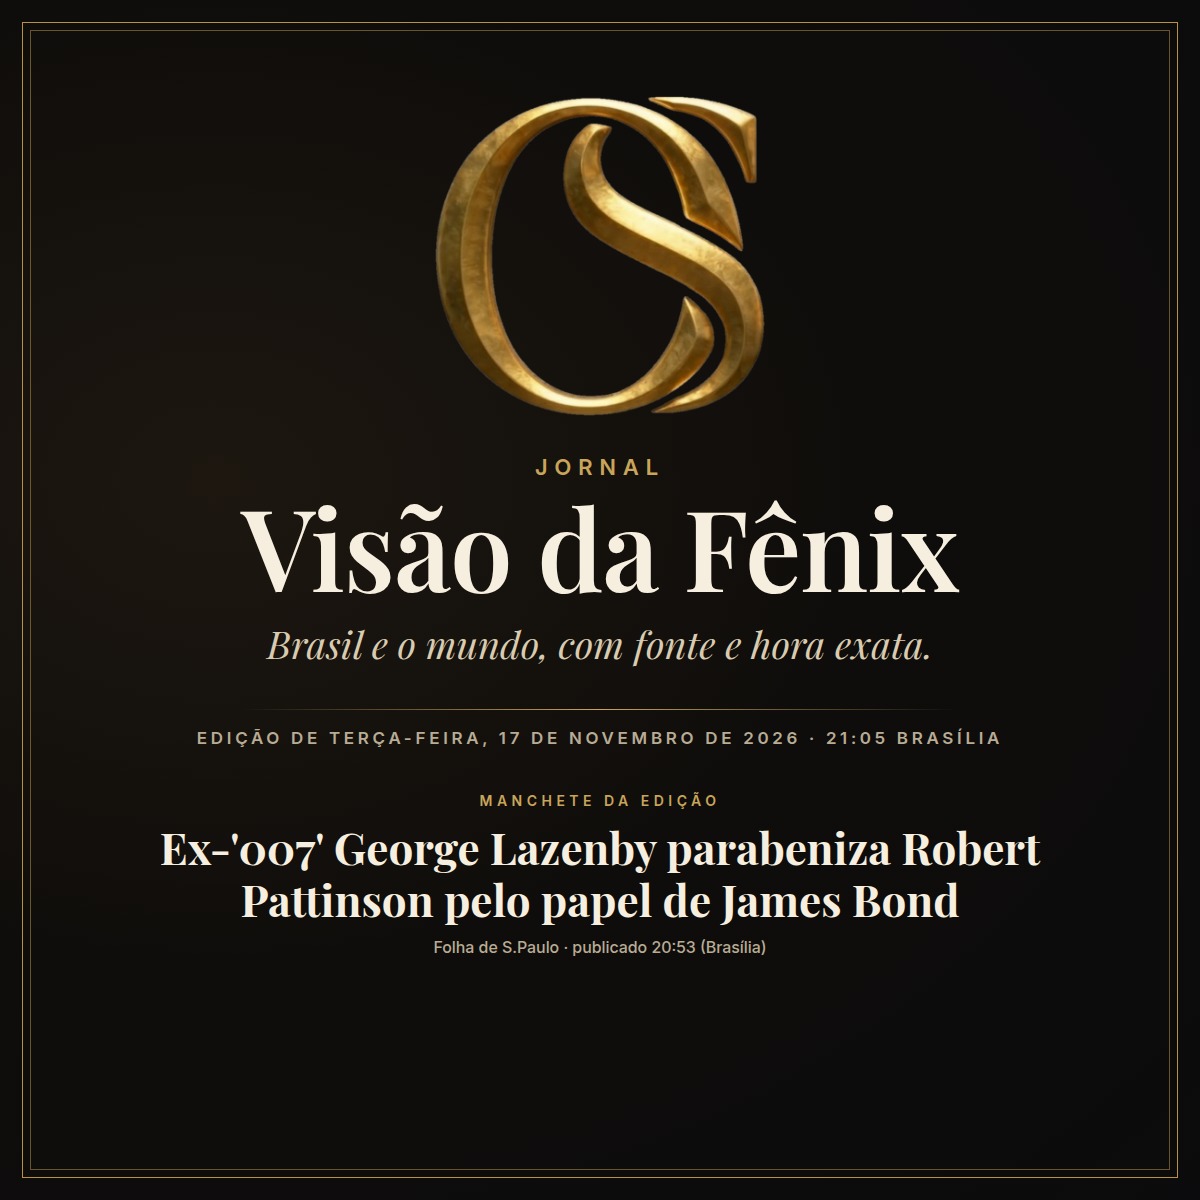 CS
JORNAL
Visão da Fênix
Brasil e o mundo, com fonte e hora exata.
EDIÇÃO DE TERÇA-FEIRA, 17 DE NOVEMBRO DE 2026 · 21:05 BRASÍLIA
MANCHETE DA EDIÇÃO
Ex-'007' George Lazenby parabeniza Robert
Pattinson pelo papel de James Bond
Folha de S.Paulo · publicado 20:53 (Brasília)